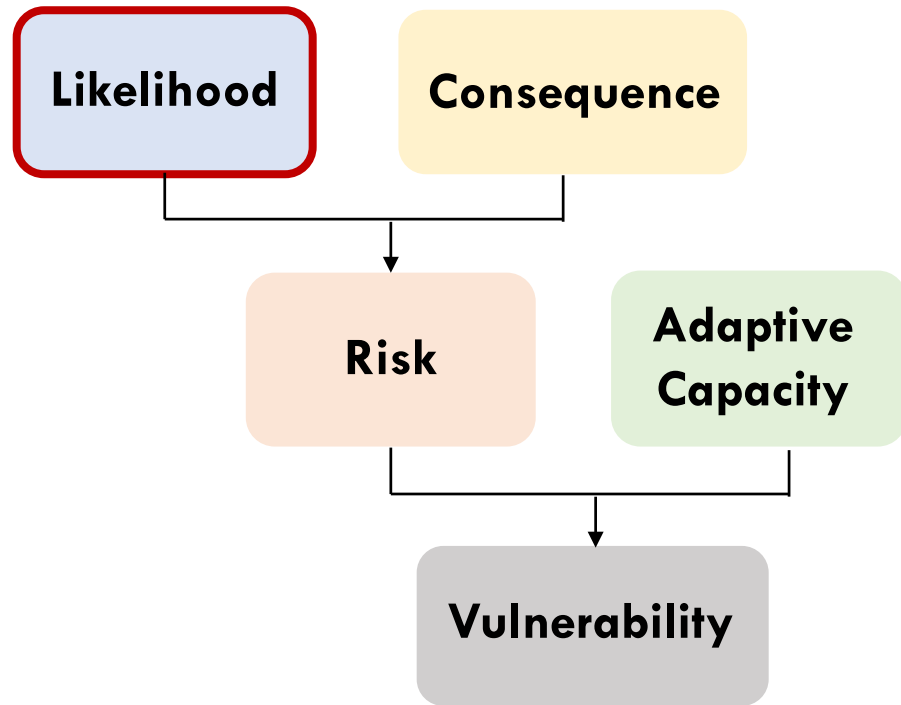 Likelihood
Consequence
Risk
Adaptive
Capacity
Vulnerability